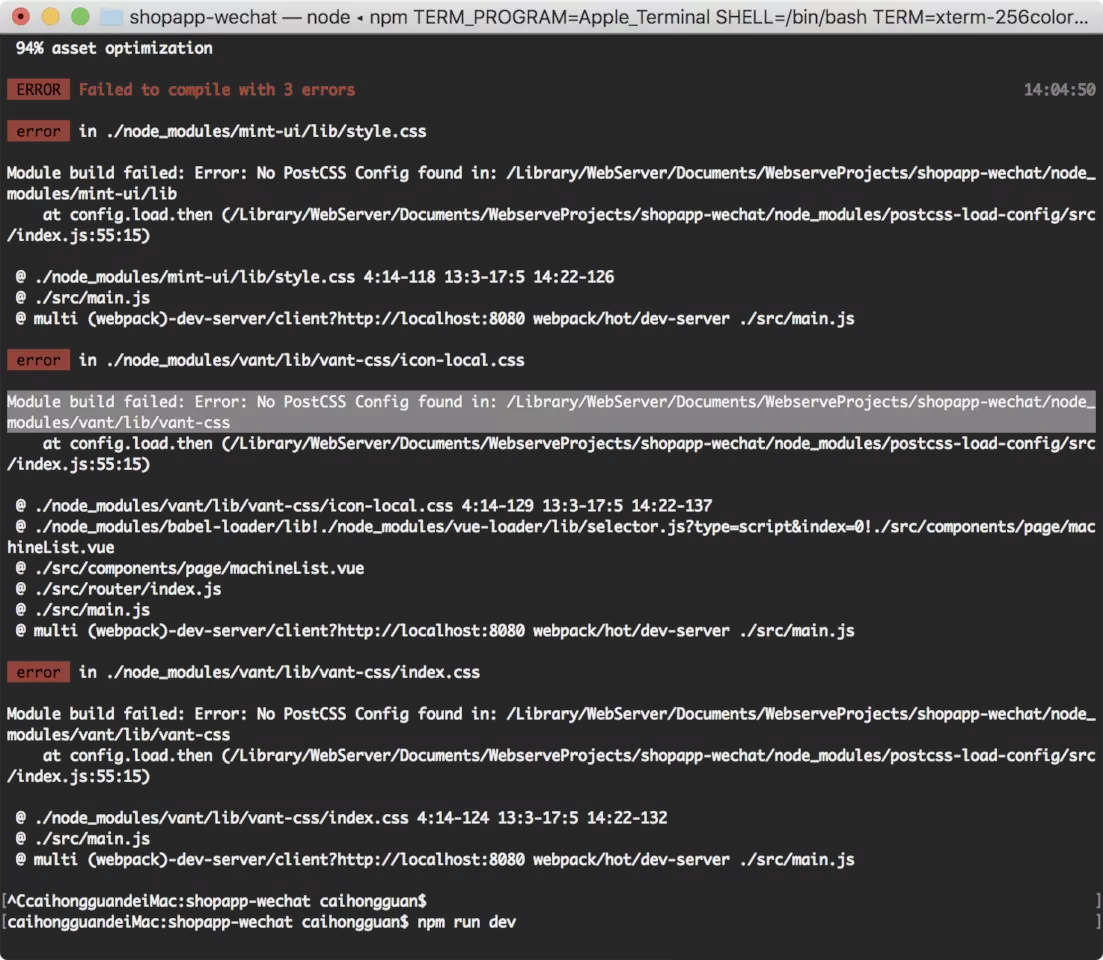 shopapp-wechat — node ◂ npm TERM_PROGRAM=Apple_Terminal SHELL=/bin/bash TERM=xterm-256color...
94% asset optimization
ERROR Failed to compile with 3 errors 14:04:50
error in ./node_modules/mint-ui/lib/style.css
Module build failed: Error: No PostCSS Config found in: /Library/WebServer/Documents/WebserveProjects/shopapp-wechat/node_
modules/mint-ui/lib
at config.load.then (/Library/WebServer/Documents/WebserveProjects/shopapp-wechat/node_modules/postcss-load-config/src
/index.js:55:15)
@ ./node_modules/mint-ui/lib/style.css 4:14-118 13:3-17:5 14:22-126
@ ./src/main.js
@ multi (webpack)-dev-server/client?http://localhost:8080 webpack/hot/dev-server ./src/main.js
error in ./node_modules/vant/lib/vant-css/icon-local.css
Module build failed: Error: No PostCSS Config found in: /Library/WebServer/Documents/WebserveProjects/shopapp-wechat/node_
modules/vant/lib/vant-css
at config.load.then (/Library/WebServer/Documents/WebserveProjects/shopapp-wechat/node_modules/postcss-load-config/src
/index.js:55:15)
@ ./node_modules/vant/lib/vant-css/icon-local.css 4:14-129 13:3-17:5 14:22-137
@ ./node_modules/babel-loader/lib!./node_modules/vue-loader/lib/selector.js?type=script&index=0!./src/components/page/mac
hineList.vue
@ ./src/components/page/machineList.vue
@ ./src/router/index.js
@ ./src/main.js
@ multi (webpack)-dev-server/client?http://localhost:8080 webpack/hot/dev-server ./src/main.js
error in ./node_modules/vant/lib/vant-css/index.css
Module build failed: Error: No PostCSS Config found in: /Library/WebServer/Documents/WebserveProjects/shopapp-wechat/node_
modules/vant/lib/vant-css
at config.load.then (/Library/WebServer/Documents/WebserveProjects/shopapp-wechat/node_modules/postcss-load-config/src
/index.js:55:15)
@ ./node_modules/vant/lib/vant-css/index.css 4:14-124 13:3-17:5 14:22-132
@ ./src/main.js
@ multi (webpack)-dev-server/client?http://localhost:8080 webpack/hot/dev-server ./src/main.js
[^CcaihongguandeiMac:shopapp-wechat caihongguan$ ]
[caihongguandeiMac:shopapp-wechat caihongguan$ npm run dev ]